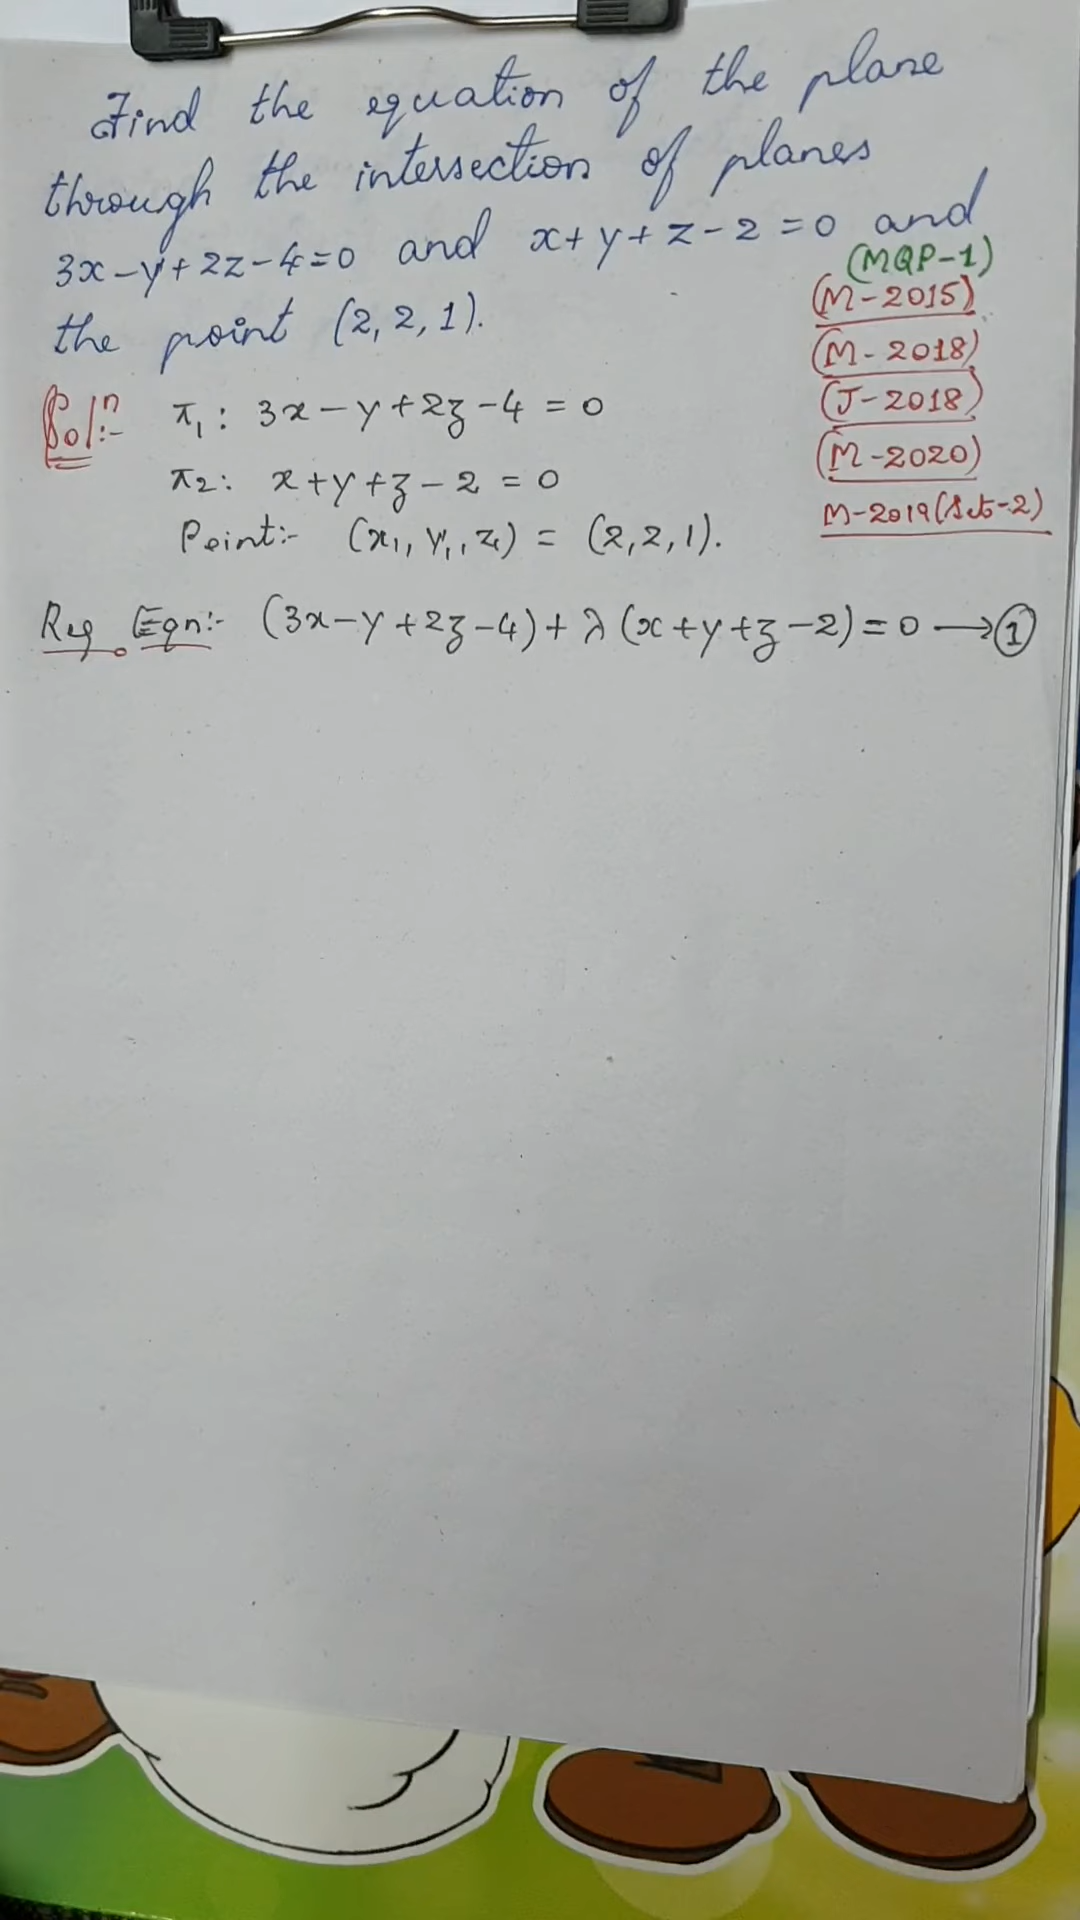 Find the equation of the plane
through the intersection of planes
3x-y+2z-4=0 and x+y+z-2=0 and
(MQP-1)
the point (2,2,1).
(M-2015)
(M-2018)
(J-2018)
(M-2020)
M-2019(Set-2)
Solⁿ:- π₁: 3x-y+2z-4 = 0
π2: x+y+z-2 = 0
Point:- (x₁, y₁, z₁) = (2,2,1).
Req Eqn:- (3x-y+2z-4)+λ(x+y+z-2)=0 → ①